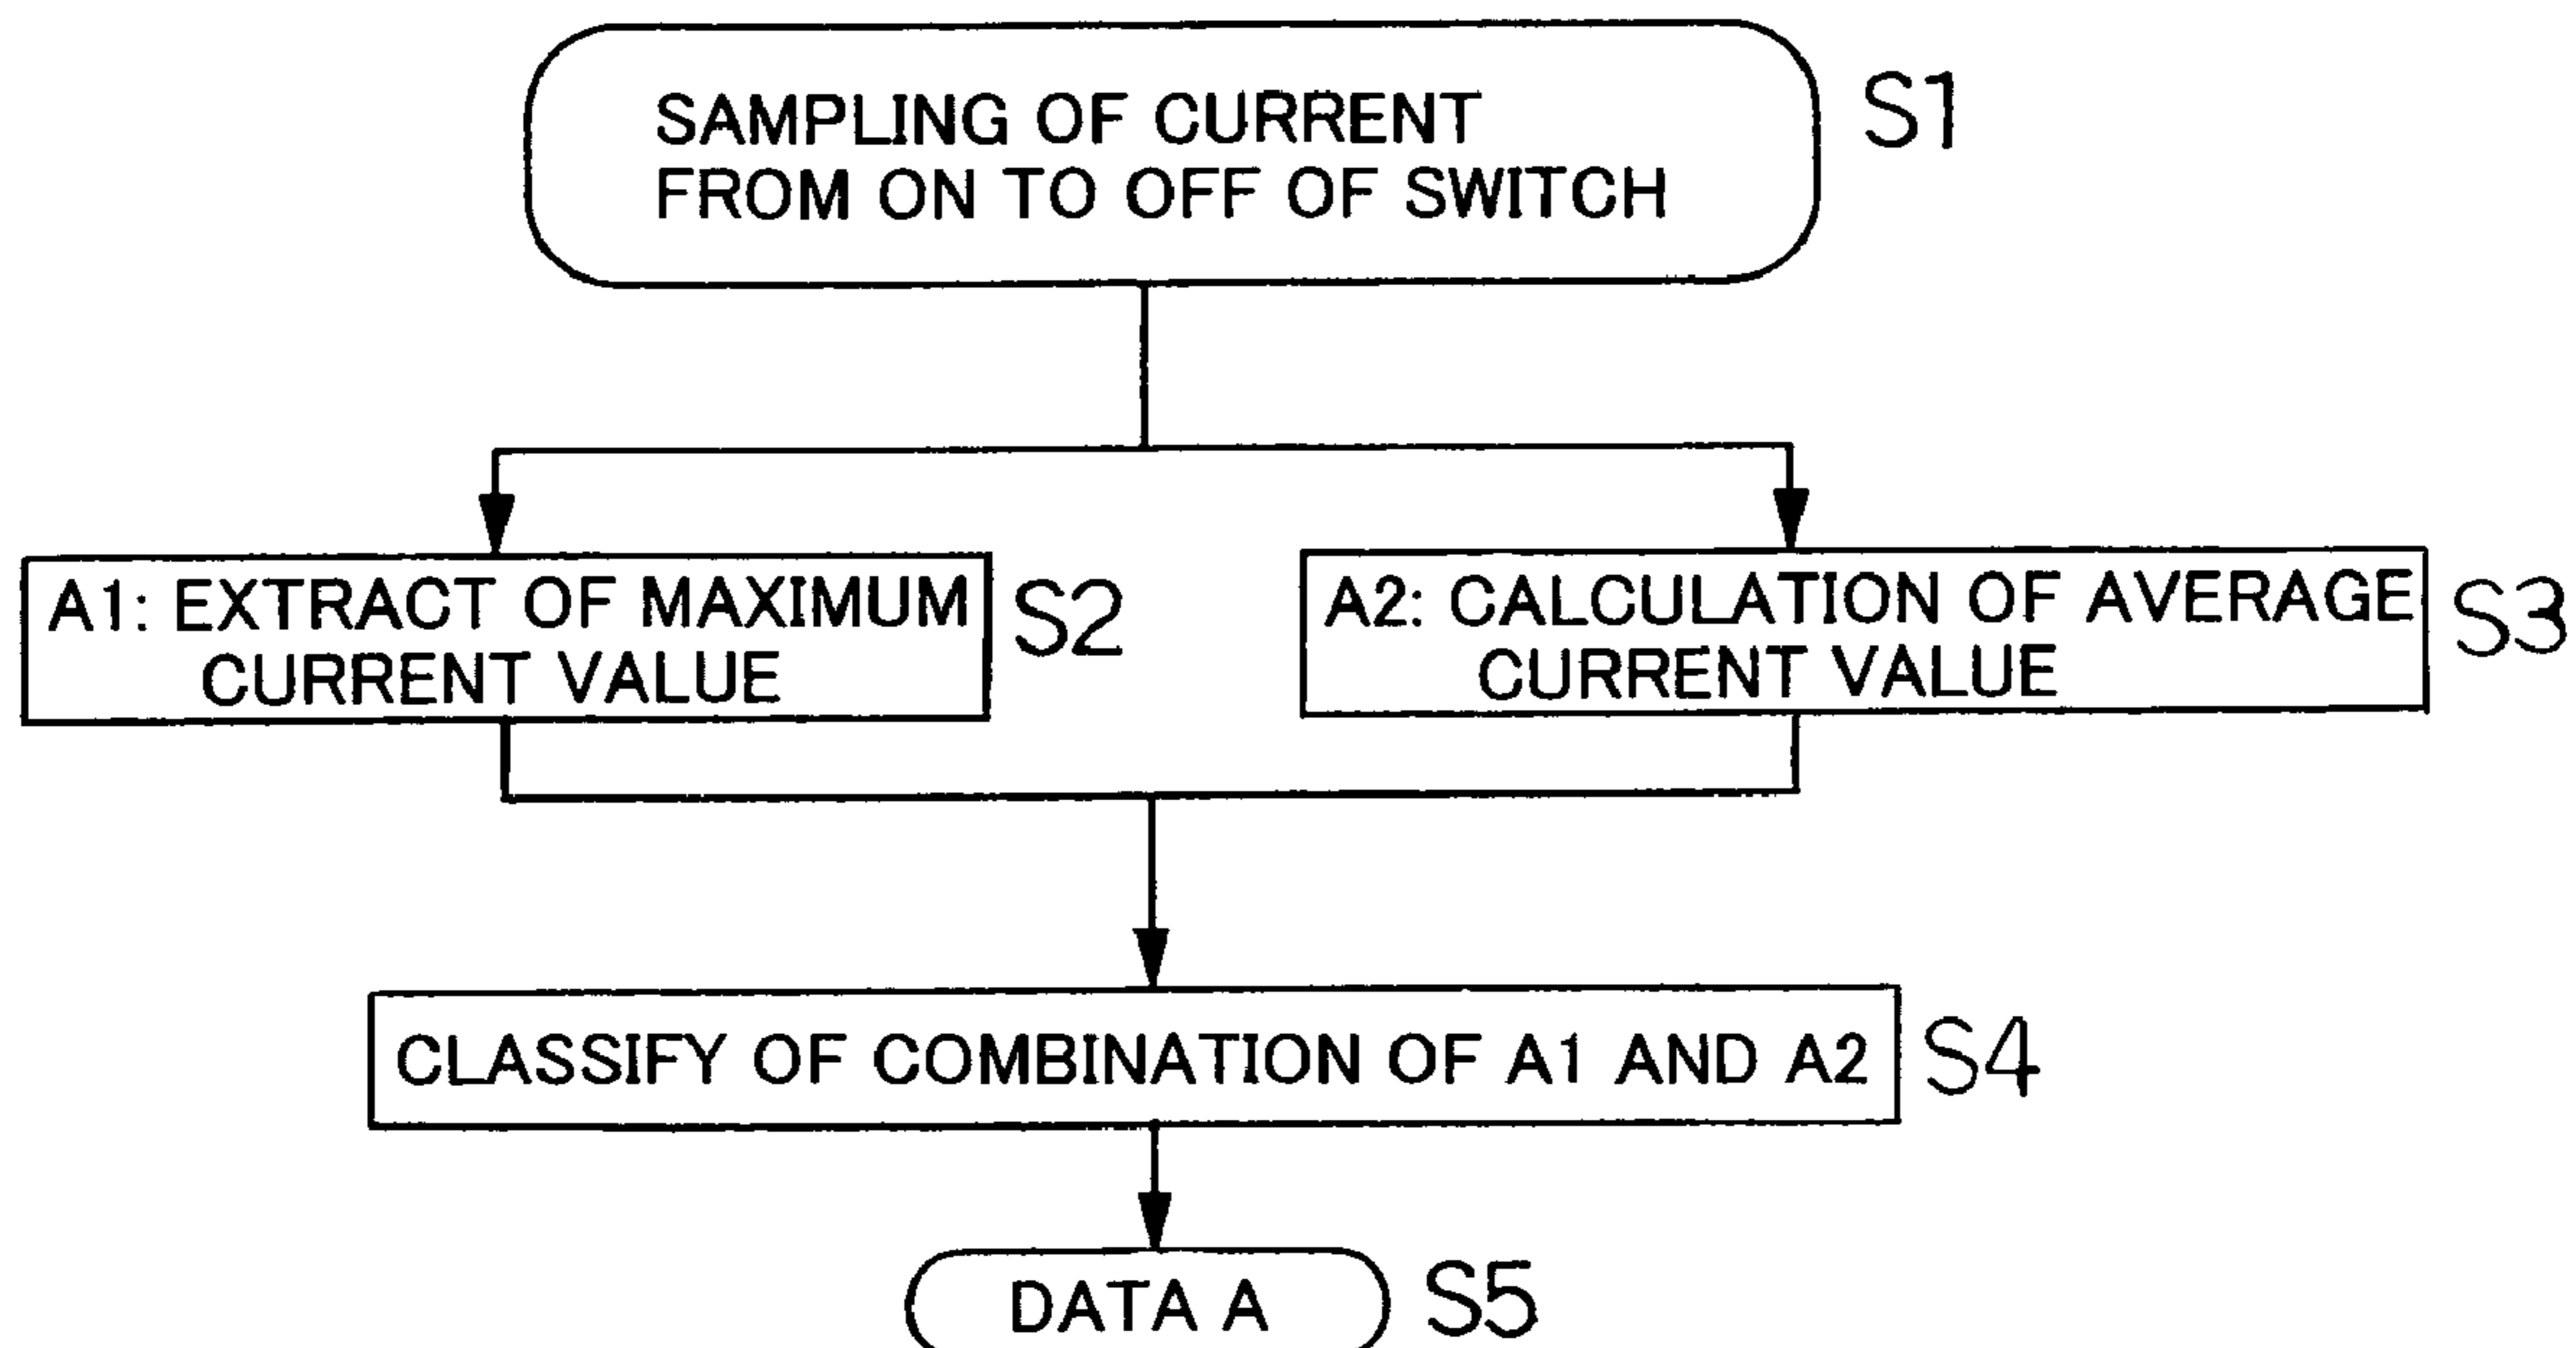 SAMPLING OF CURRENT
FROM ON TO OFF OF SWITCH
S1
A1: EXTRACT OF MAXIMUM
CURRENT VALUE
S2
A2: CALCULATION OF AVERAGE
CURRENT VALUE
S3
CLASSIFY OF COMBINATION OF A1 AND A2
S4
DATA A
S5